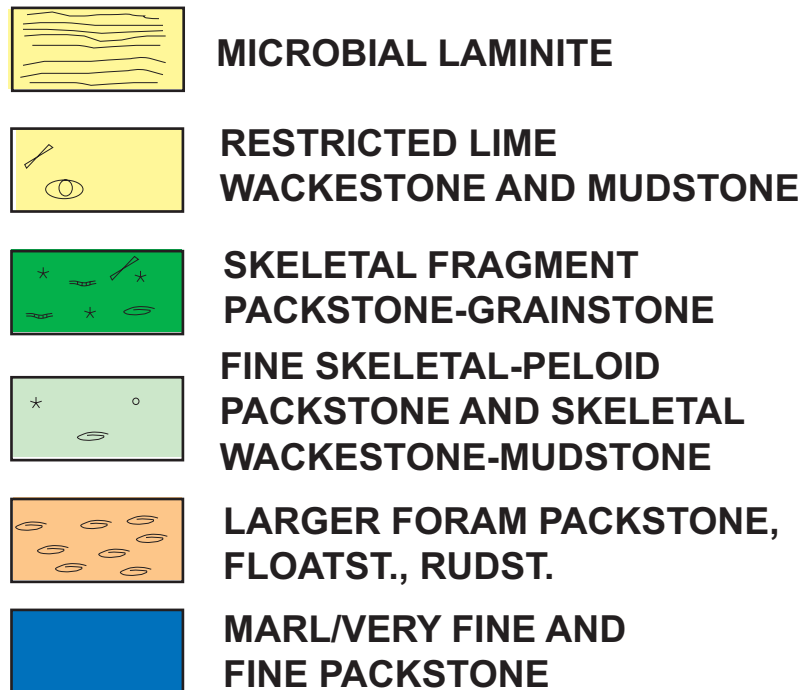 MICROBIAL LAMINITE
RESTRICTED LIME
WACKESTONE AND MUDSTONE
SKELETAL FRAGMENT
PACKSTONE-GRAINSTONE
FINE SKELETAL-PELOID
PACKSTONE AND SKELETAL
WACKESTONE-MUDSTONE
LARGER FORAM PACKSTONE,
FLOATST., RUDST.
MARL/VERY FINE AND
FINE PACKSTONE